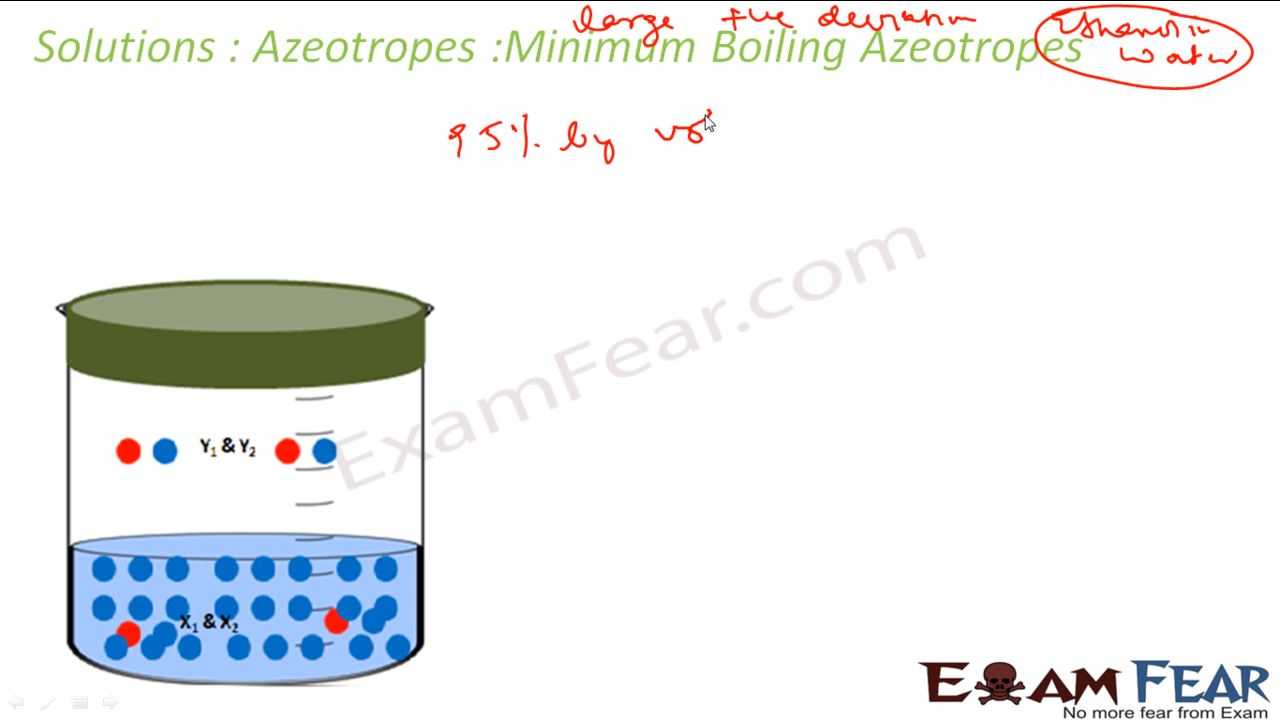 large +ve deviation
Solutions : Azeotropes :Minimum Boiling Azeotropes
Ethanol in
water
95% by vol
ExamFear.com
Y1 & Y2
X1 & X2
EXAM FEAR
No more fear from Exam